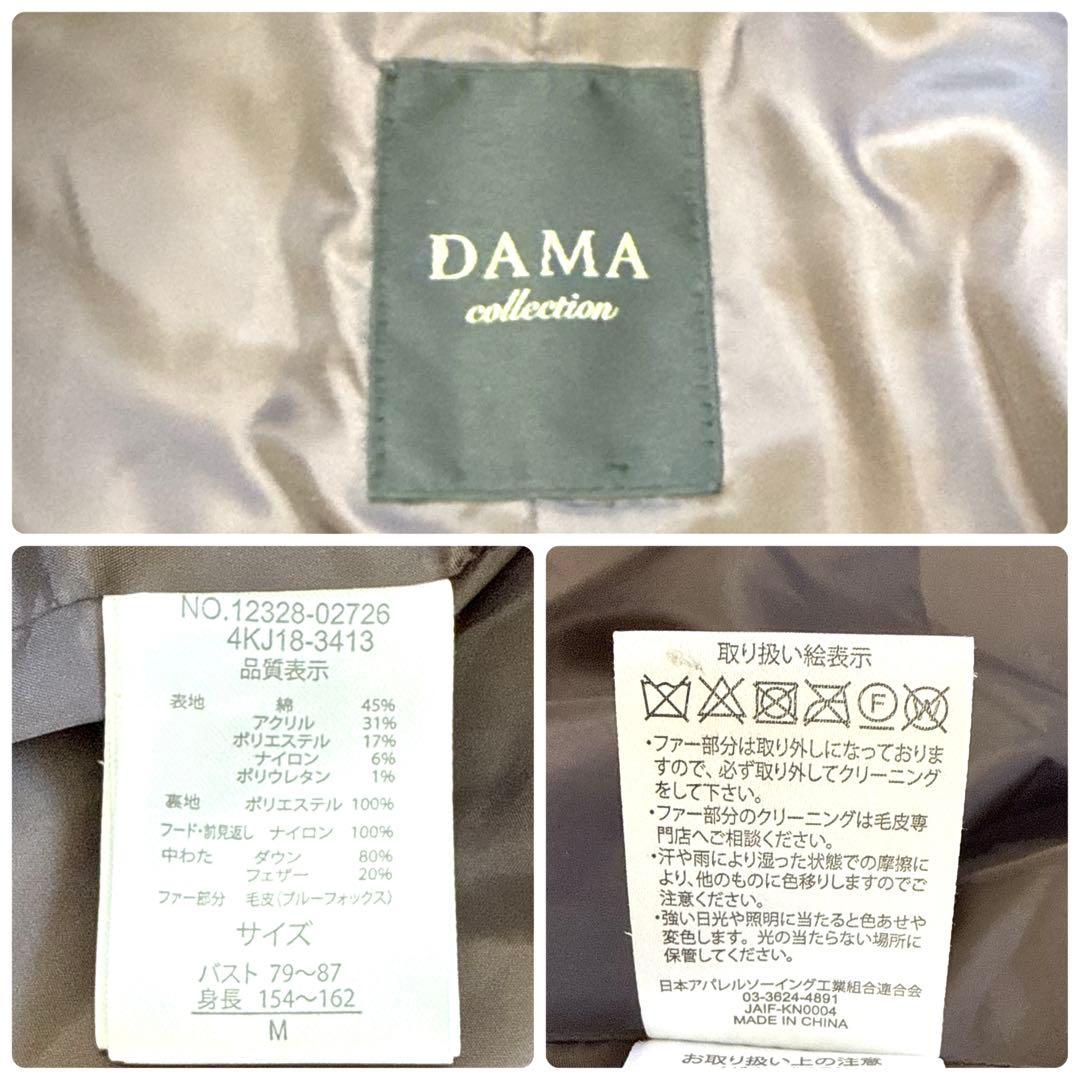 DAMA
collection
NO.12328-02726
4KJ18-3413
品質表示
表地 綿 45%
アクリル 31%
ポリエステル 17%
ナイロン 6%
ポリウレタン 1%
裏地 ポリエステル 100%
フード・前見返し ナイロン 100%
中わた ダウン 80%
フェザー 20%
ファー部分 毛皮(ブルーフォックス)
サイズ
バスト 79～87
身長 154～162
M
取り扱い絵表示
F W
・ファー部分は取り外しになっておりま
すので、必ず取り外してクリーニング
をして下さい。
・ファー部分のクリーニングは毛皮専
門店へご相談ください。
・汗や雨により湿った状態での摩擦に
より、他のものに色移りしますのでご
注意ください。
・強い日光や照明に当たると色あせや
変色します。光の当たらない場所に
保管してください。
日本アパレルソーイング工業組合連合会
03-3624-4891
JAIF-KN0004
MADE IN CHINA
お取り扱い上の注意